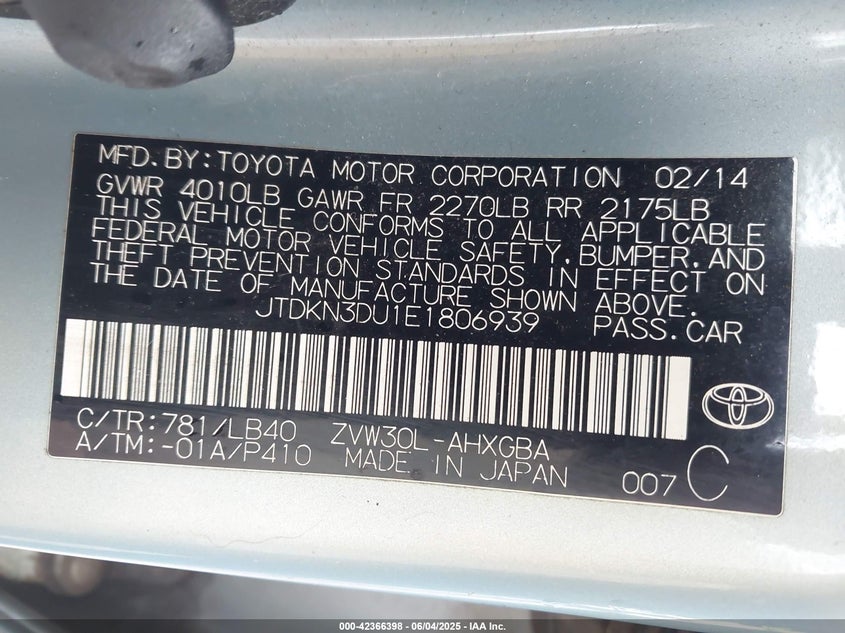 MFD. BY: TOYOTA MOTOR CORPORATION 02/14
GVWR 4010LB GAWR FR 2270LB RR 2175LB
THIS VEHICLE CONFORMS TO ALL APPLICABLE
FEDERAL MOTOR VEHICLE SAFETY, BUMPER, AND
THEFT PREVENTION STANDARDS IN EFFECT ON
THE DATE OF MANUFACTURE SHOWN ABOVE.
JTDKN3DU1E1806939 PASS. CAR
C/TR: 781/LB40 ZVW30L-AHXGBA
A/TM: -01A/P410 MADE IN JAPAN 007 C
000-42366398 - 06/04/2025 - IAA Inc.